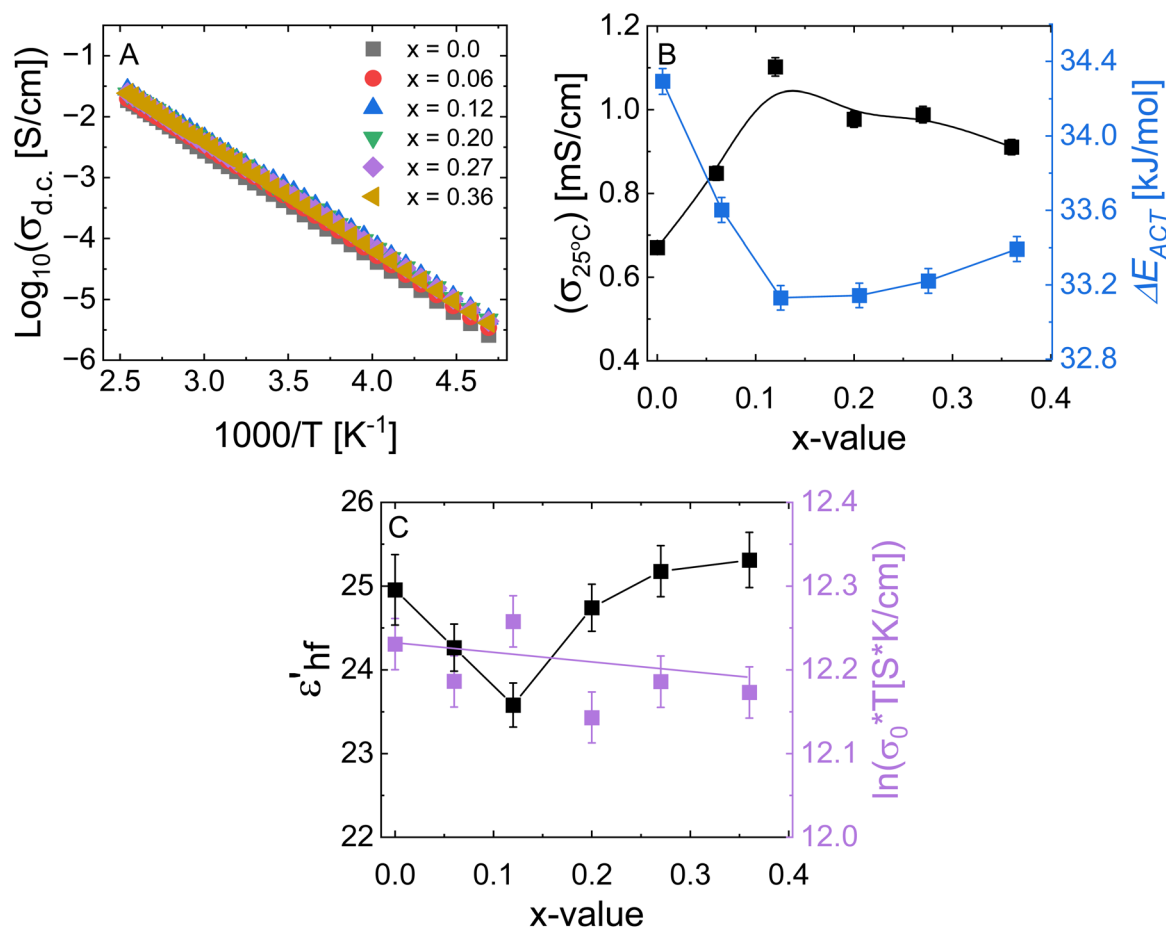 A
x = 0.0
x = 0.06
x = 0.12
x = 0.20
x = 0.27
x = 0.36
Log₁₀(σd.c. [S/cm])
−1
−2
−3
−4
−5
−6
2.5 3.0 3.5 4.0 4.5
1000/T [K⁻¹]
B
(σ₂₅ₒC) [mS/cm]
1.2
1.0
0.8
0.6
0.4
34.4
34.0
33.6
33.2
32.8
ΔE_ACT [kJ/mol]
0.0 0.1 0.2 0.3 0.4
x-value
C
ε'hf
26
25
24
23
22
12.4
12.3
12.2
12.1
12.0
ln(σ₀*T[S*K/cm])
0.0 0.1 0.2 0.3 0.4
x-value